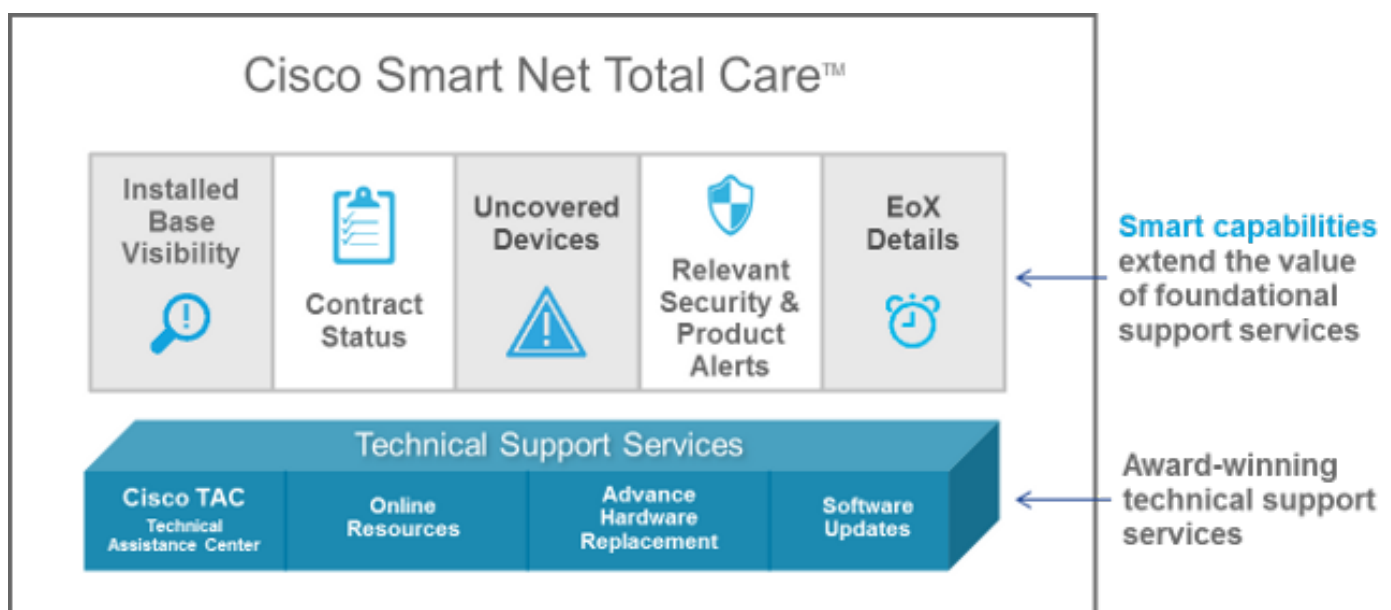 Cisco Smart Net Total Care™
Installed
Base
Visibility
Contract
Status
Uncovered
Devices
Relevant
Security &
Product
Alerts
EoX
Details
Smart capabilities
extend the value
of foundational
support services
Technical Support Services
Cisco TAC
Technical
Assistance Center
Online
Resources
Advance
Hardware
Replacement
Software
Updates
Award-winning
technical support
services